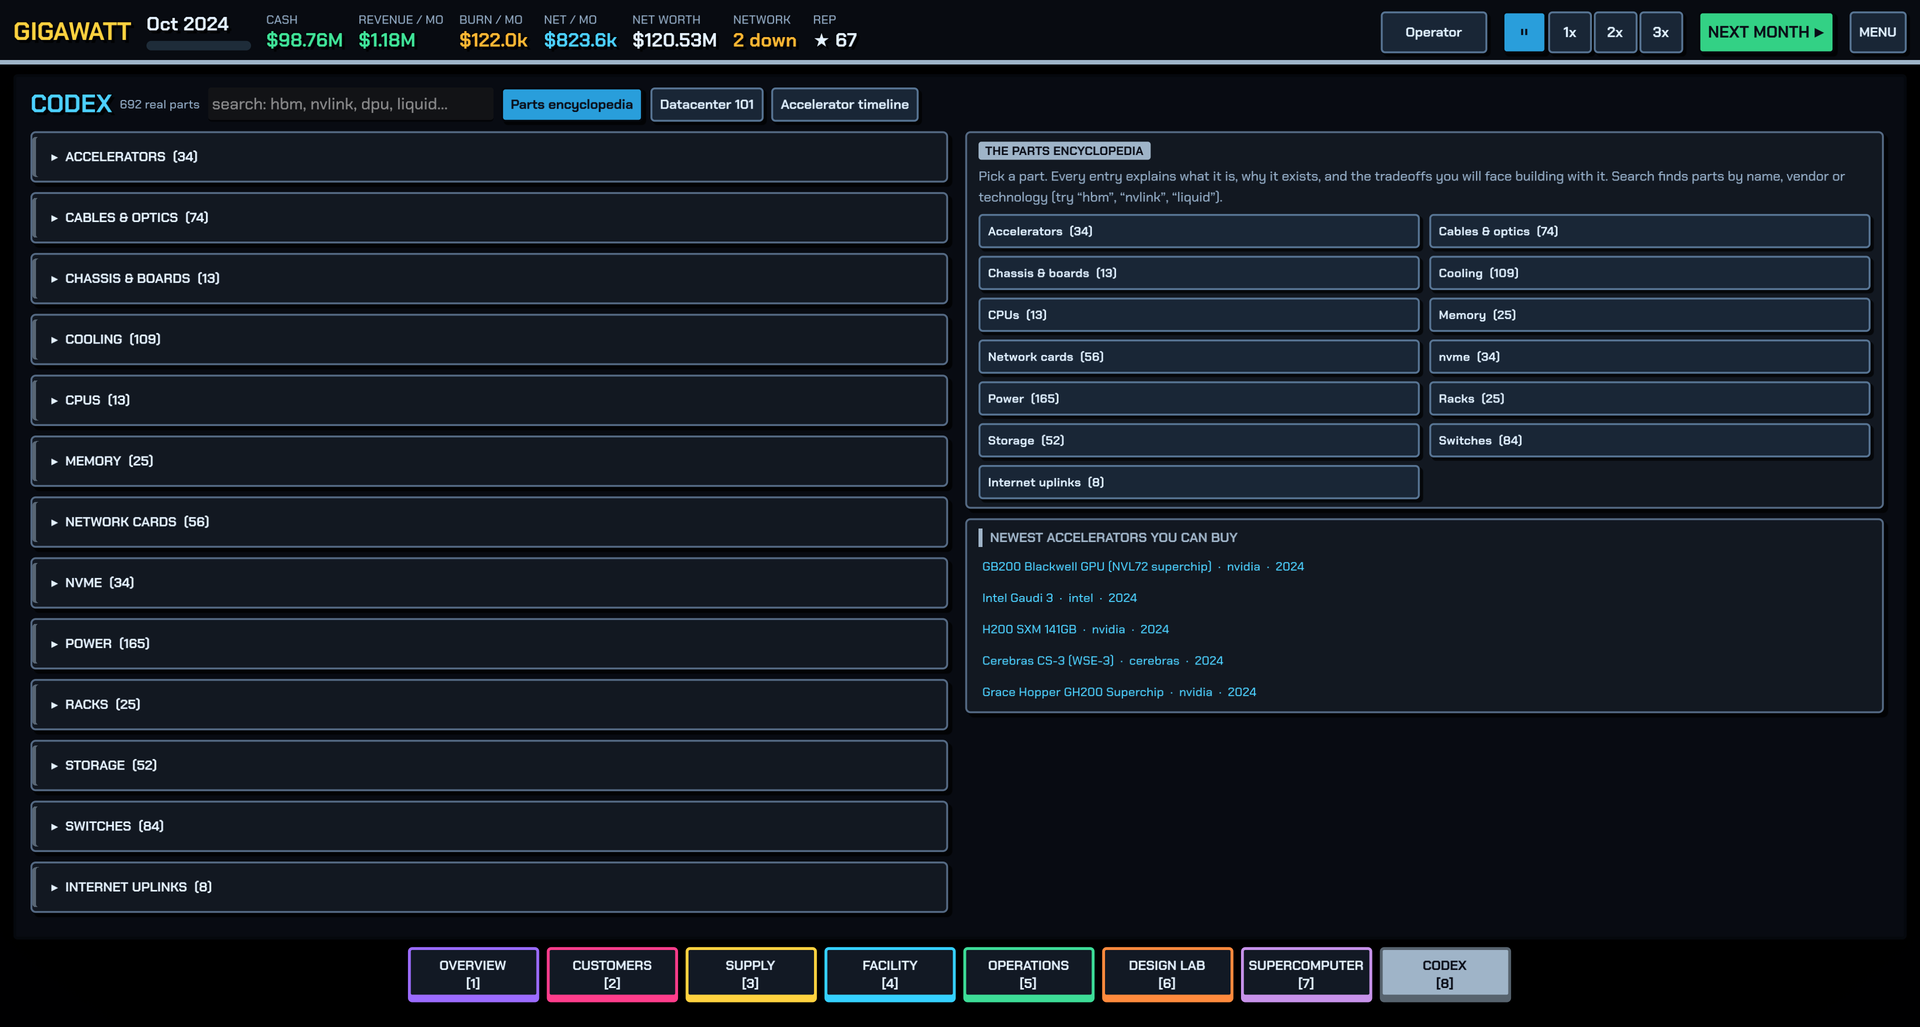 GIGAWATT
Oct 2024
CASH
$98.76M
REVENUE / MO
$1.18M
BURN / MO
$122.0k
NET / MO
$823.6k
NET WORTH
$120.53M
NETWORK
2 down
REP
★ 67
Operator
⏸
1x
2x
3x
NEXT MONTH ▶
MENU
CODEX
692 real parts
search: hbm, nvlink, dpu, liquid...
Parts encyclopedia
Datacenter 101
Accelerator timeline
▶ ACCELERATORS (34)
▶ CABLES & OPTICS (74)
▶ CHASSIS & BOARDS (13)
▶ COOLING (109)
▶ CPUS (13)
▶ MEMORY (25)
▶ NETWORK CARDS (56)
▶ NVME (34)
▶ POWER (165)
▶ RACKS (25)
▶ STORAGE (52)
▶ SWITCHES (84)
▶ INTERNET UPLINKS (8)
THE PARTS ENCYCLOPEDIA
Pick a part. Every entry explains what it is, why it exists, and the tradeoffs you will face building with it. Search finds parts by name, vendor or
technology (try “hbm”, “nvlink”, “liquid”).
Accelerators (34)
Cables & optics (74)
Chassis & boards (13)
Cooling (109)
CPUs (13)
Memory (25)
Network cards (56)
nvme (34)
Power (165)
Racks (25)
Storage (52)
Switches (84)
Internet uplinks (8)
NEWEST ACCELERATORS YOU CAN BUY
GB200 Blackwell GPU (NVL72 superchip) · nvidia · 2024
Intel Gaudi 3 · intel · 2024
H200 SXM 141GB · nvidia · 2024
Cerebras CS-3 (WSE-3) · cerebras · 2024
Grace Hopper GH200 Superchip · nvidia · 2024
OVERVIEW
[1]
CUSTOMERS
[2]
SUPPLY
[3]
FACILITY
[4]
OPERATIONS
[5]
DESIGN LAB
[6]
SUPERCOMPUTER
[7]
CODEX
[8]